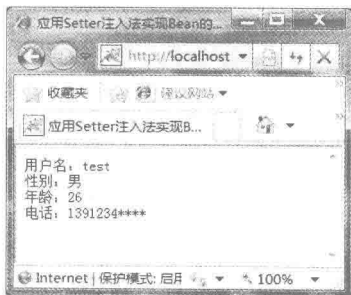 应用Setter注入法实现Bean的...
http://localhost
收藏夹 建议网站
应用Setter注入法实现B...
用户名：test
性别：男
年龄：26
电话：1391234****
Internet | 保护模式: 启用
100%